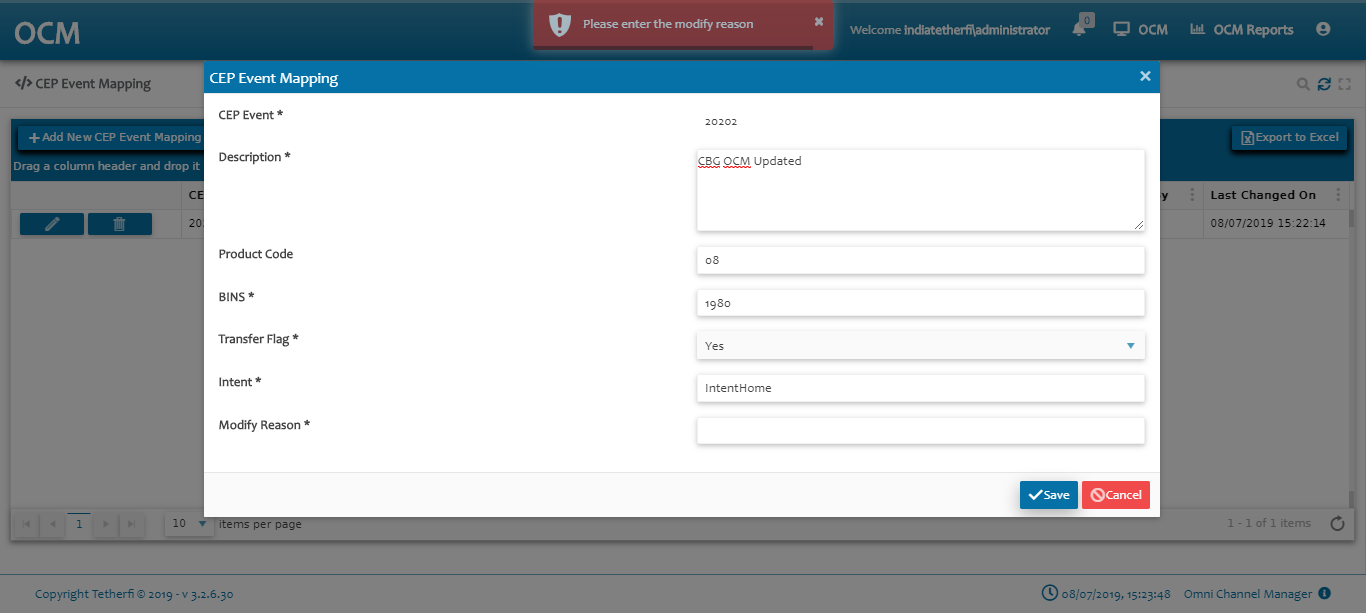 OCM
Please enter the modify reason
Welcome indiatetherfi\administrator
0
OCM
OCM Reports
</> CEP Event Mapping
CEP Event Mapping
Add New CEP Event Mapping
Export to Excel
Drag a column header and drop it
CE
y
Last Changed On
20
08/07/2019 15:22:14
CEP Event *
20202
Description *
CBG OCM Updated
Product Code
08
BINS *
1980
Transfer Flag *
Yes
Intent *
IntentHome
Modify Reason *
Save
Cancel
1
10
items per page
1 - 1 of 1 items
Copyright Tetherfi © 2019 - v 3.2.6.30
08/07/2019, 15:23:48
Omni Channel Manager